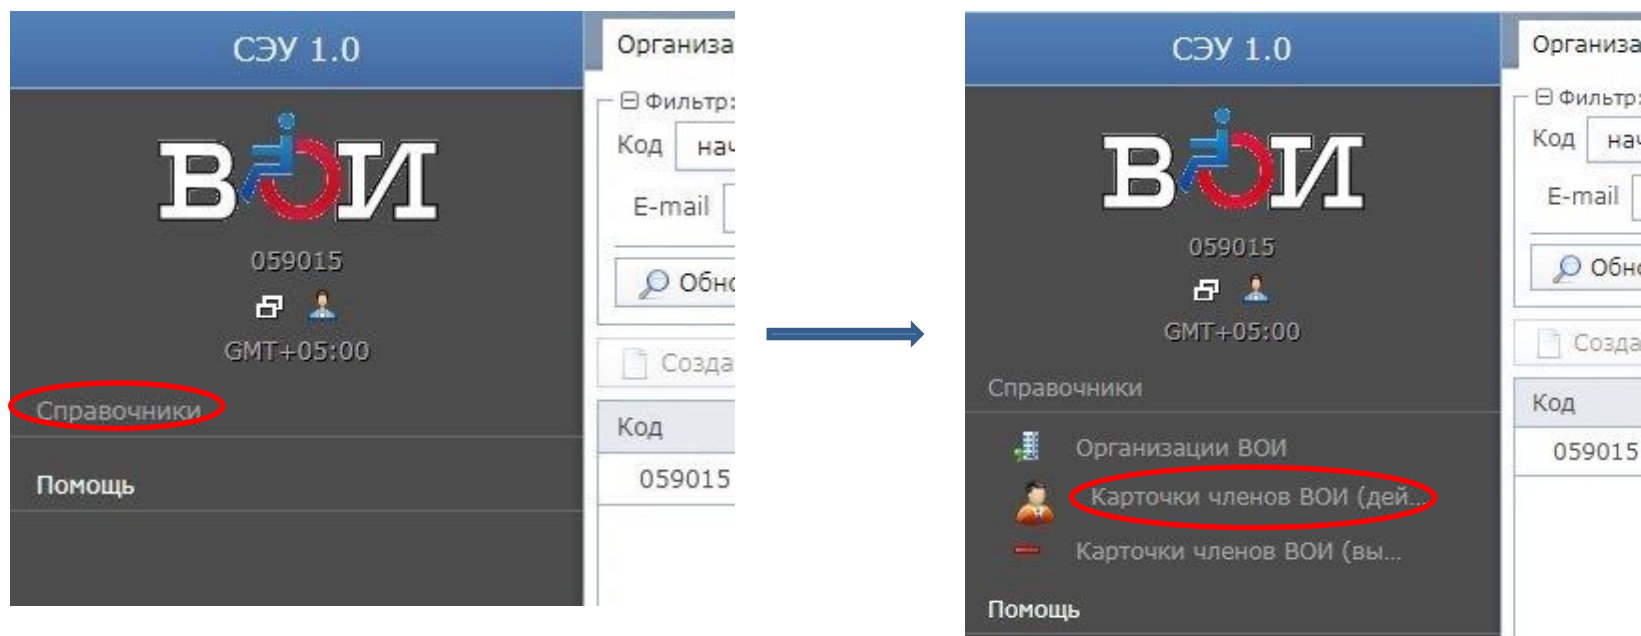 СЭУ 1.0
ВОИ
059015
GMT+05:00
Справочники
Помощь
Организа
Фильтр:
Код нач
E-mail
Обно
Созда
Код
059015
СЭУ 1.0
ВОИ
059015
GMT+05:00
Справочники
Организации ВОИ
Карточки членов ВОИ (дей...
Карточки членов ВОИ (вы...
Помощь
Организа
Фильтр:
Код нач
E-mail
Обно
Созда
Код
059015